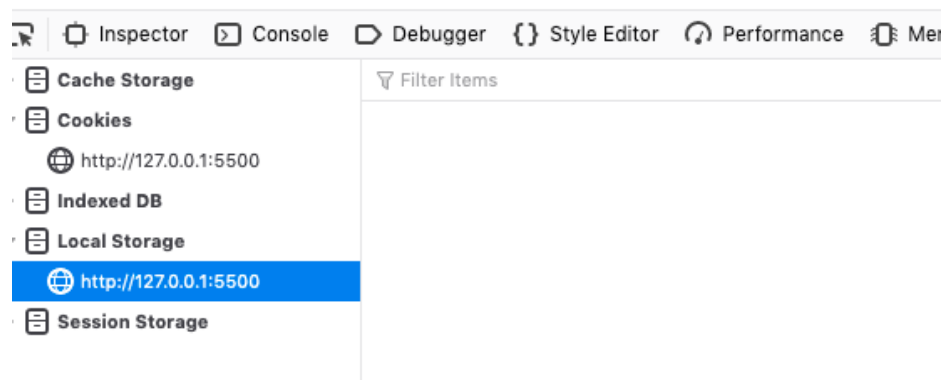 Inspector Console Debugger Style Editor Performance
Cache Storage
Filter Items
Cookies
http://127.0.0.1:5500
Indexed DB
Local Storage
http://127.0.0.1:5500
Session Storage